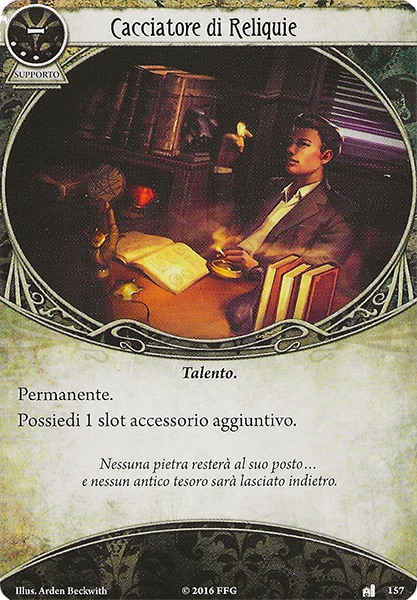 Cacciatore di Reliquie
SUPPORTO
Talento.
Permanente.
Possiedi 1 slot accessorio aggiuntivo.
Nessuna pietra resterà al suo posto…
e nessun antico tesoro sarà lasciato indietro.
Illus. Arden Beckwith © 2016 FFG 157